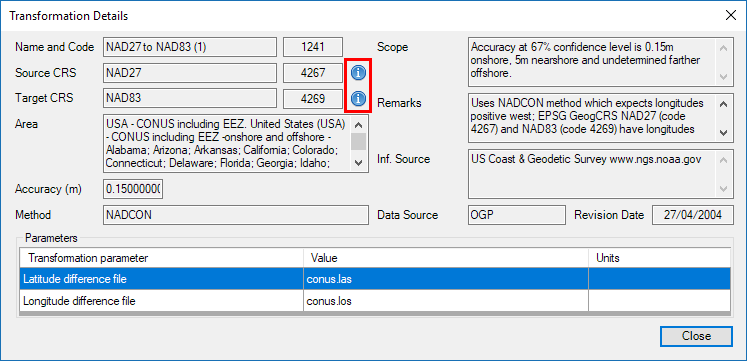 Transformation Details
Name and Code NAD27 to NAD83 (1) 1241
Source CRS NAD27 4267
Target CRS NAD83 4269
Area USA - CONUS including EEZ. United States (USA)
- CONUS including EEZ -onshore and offshore -
Alabama; Arizona; Arkansas; California; Colorado;
Connecticut; Delaware; Florida; Georgia; Idaho;
Accuracy (m) 0.15000000
Method NADCON
Scope Accuracy at 67% confidence level is 0.15m
onshore, 5m nearshore and undetermined farther
offshore.
Remarks Uses NADCON method which expects longitudes
positive west; EPSG GeogCRS NAD27 (code
4267) and NAD83 (code 4269) have longitudes
Inf. Source US Coast & Geodetic Survey www.ngs.noaa.gov
Data Source OGP Revision Date 27/04/2004
Parameters
Transformation parameter Value Units
Latitude difference file conus.las
Longitude difference file conus.los
Close